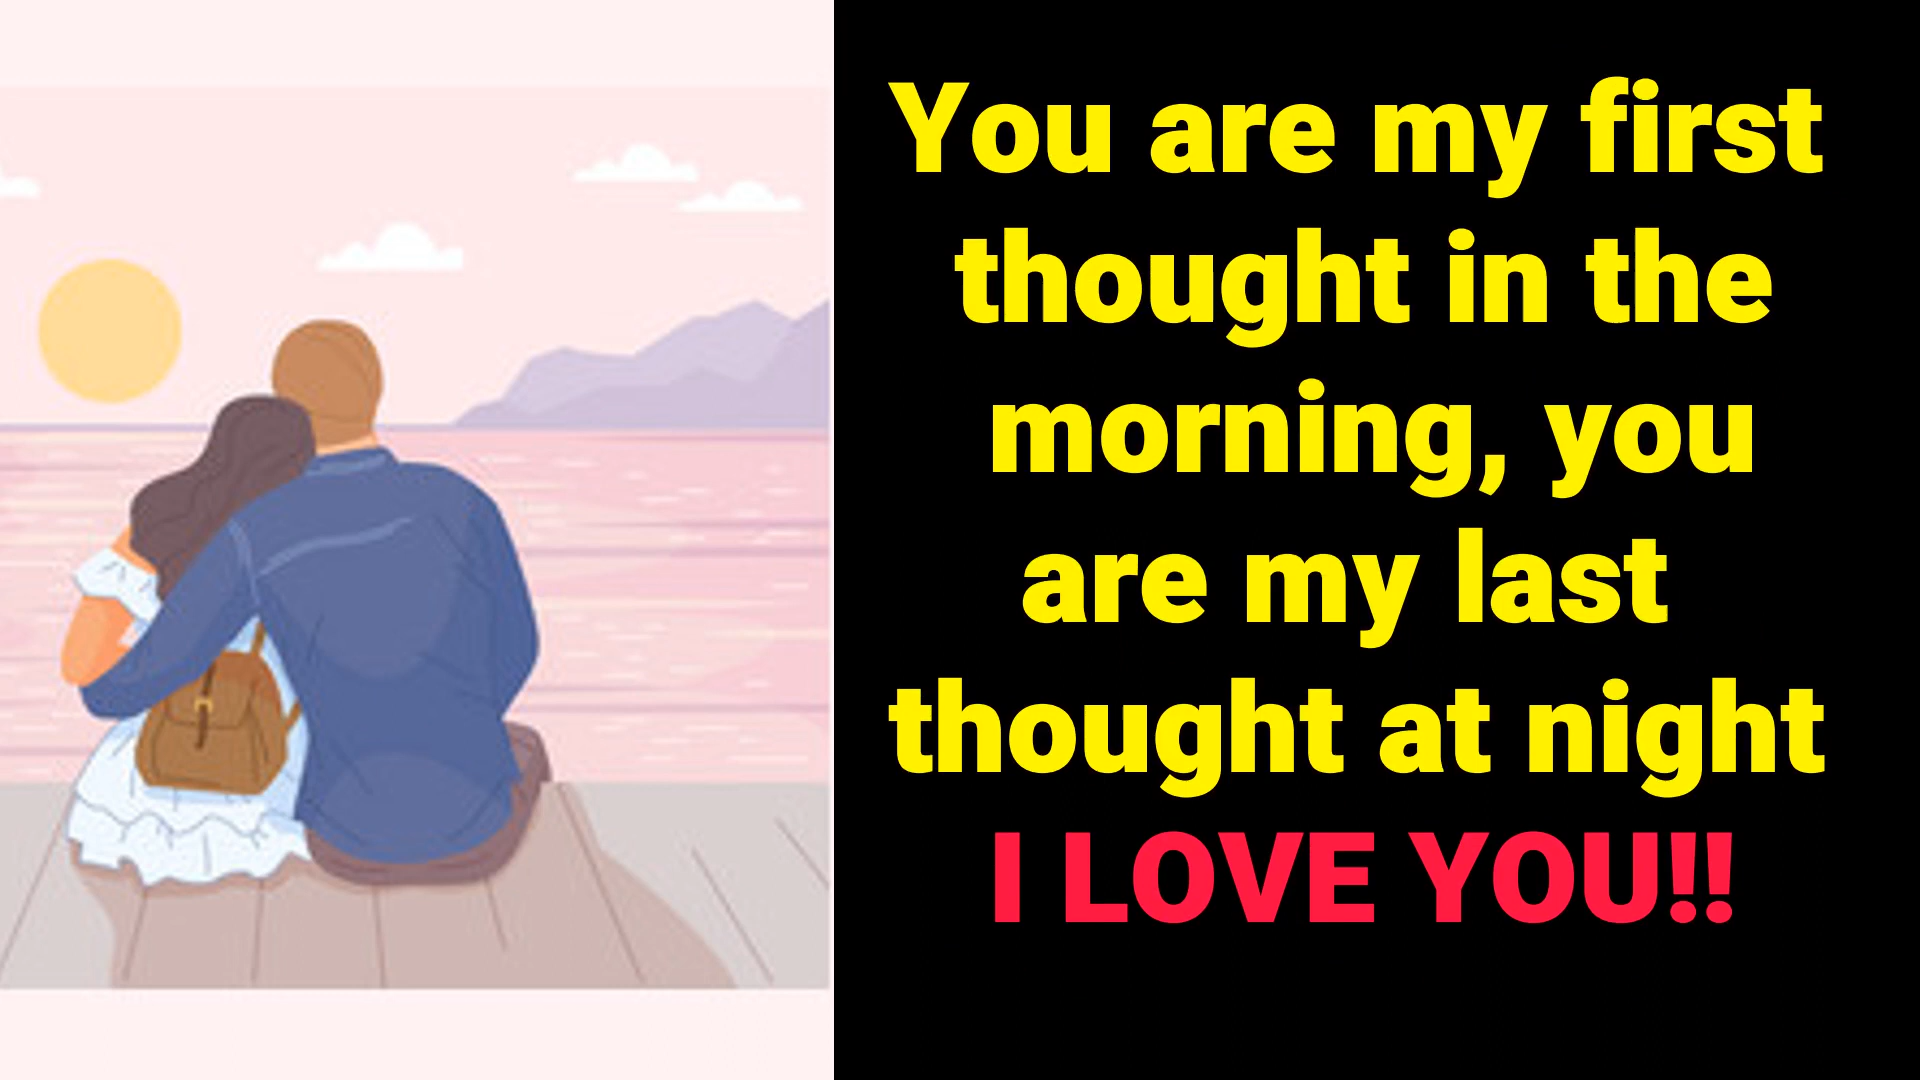 You are my first
thought in the
morning, you
are my last
thought at night
I LOVE YOU!!